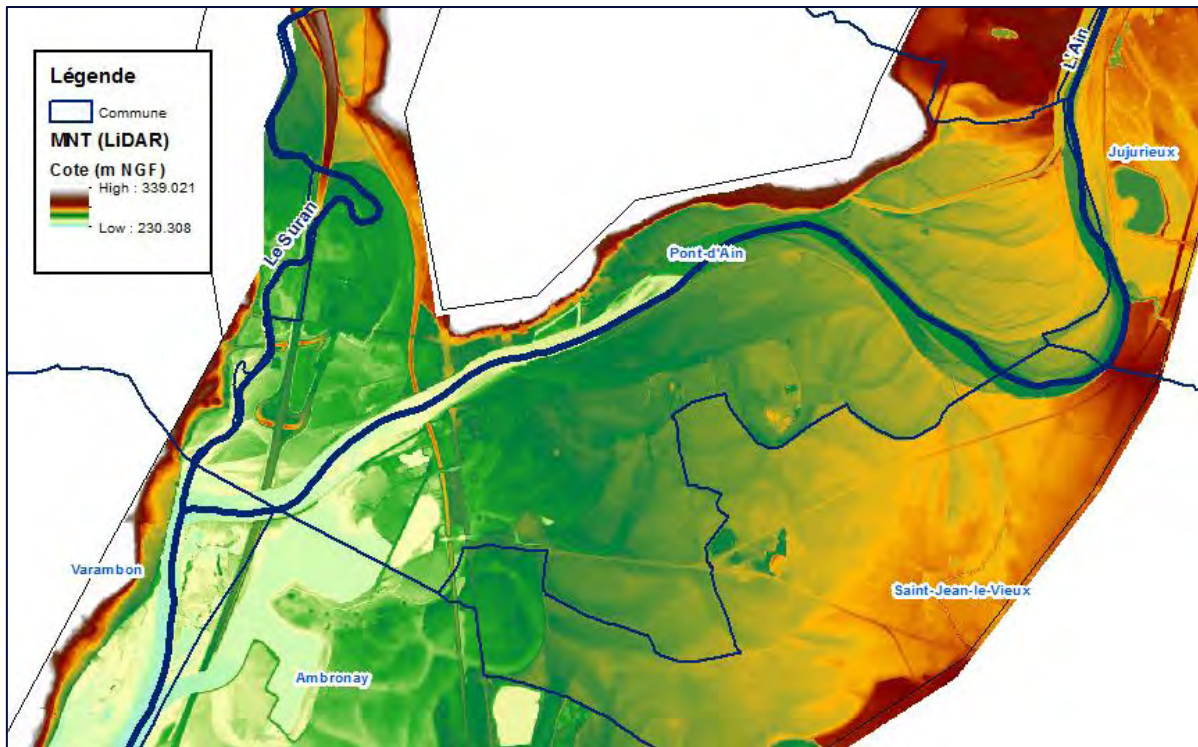 Légende
Commune
MNT (LiDAR)
Cote (m NGF)
High : 339.021
Low : 230.308
L'Ain
Jujurieux
Le Suran
Pont-d'Ain
Varambon
Saint-Jean-le-Vieux
Ambronay